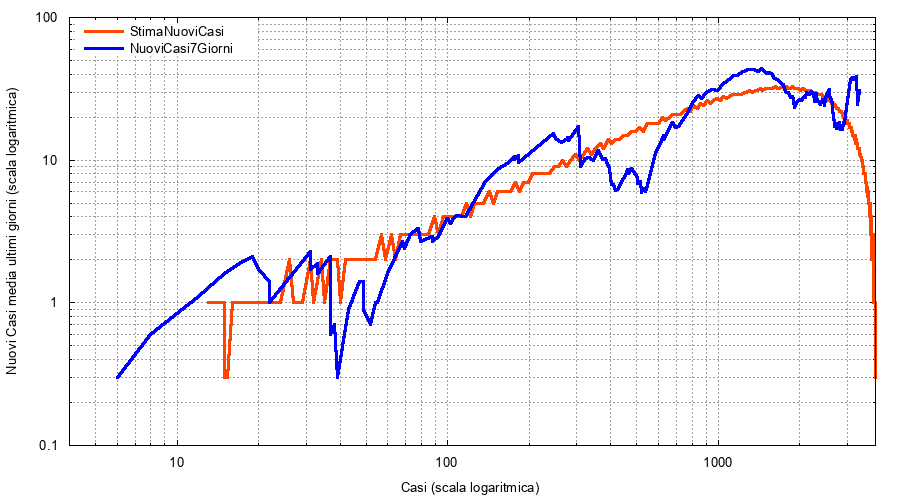 100
StimaNuoviCasi
NuoviCasi7Giorni
10
1
0.1
Nuovi Casi media ultimi giorni (scala logaritmica)
10
100
1000
Casi (scala logaritmica)